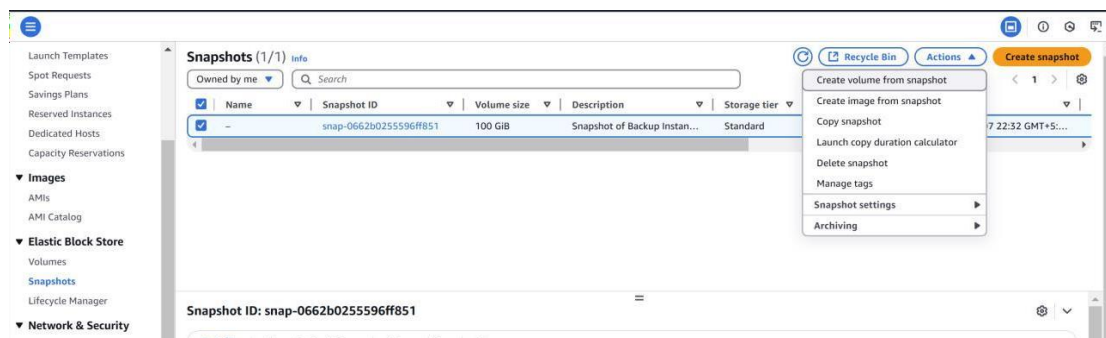 Launch Templates
Spot Requests
Savings Plans
Reserved Instances
Dedicated Hosts
Capacity Reservations
Images
AMIs
AMI Catalog
Elastic Block Store
Volumes
Snapshots
Lifecycle Manager
Network & Security
Snapshots (1/1) Info
Recycle Bin Actions Create snapshot
Owned by me Search
1
Name Snapshot ID Volume size Description Storage tier
– snap-0662b0255596ff851 100 GiB Snapshot of Backup Instan... Standard 22:32 GMT+5:...
Create volume from snapshot
Create image from snapshot
Copy snapshot
Launch copy duration calculator
Delete snapshot
Manage tags
Snapshot settings
Archiving
Snapshot ID: snap-0662b0255596ff851